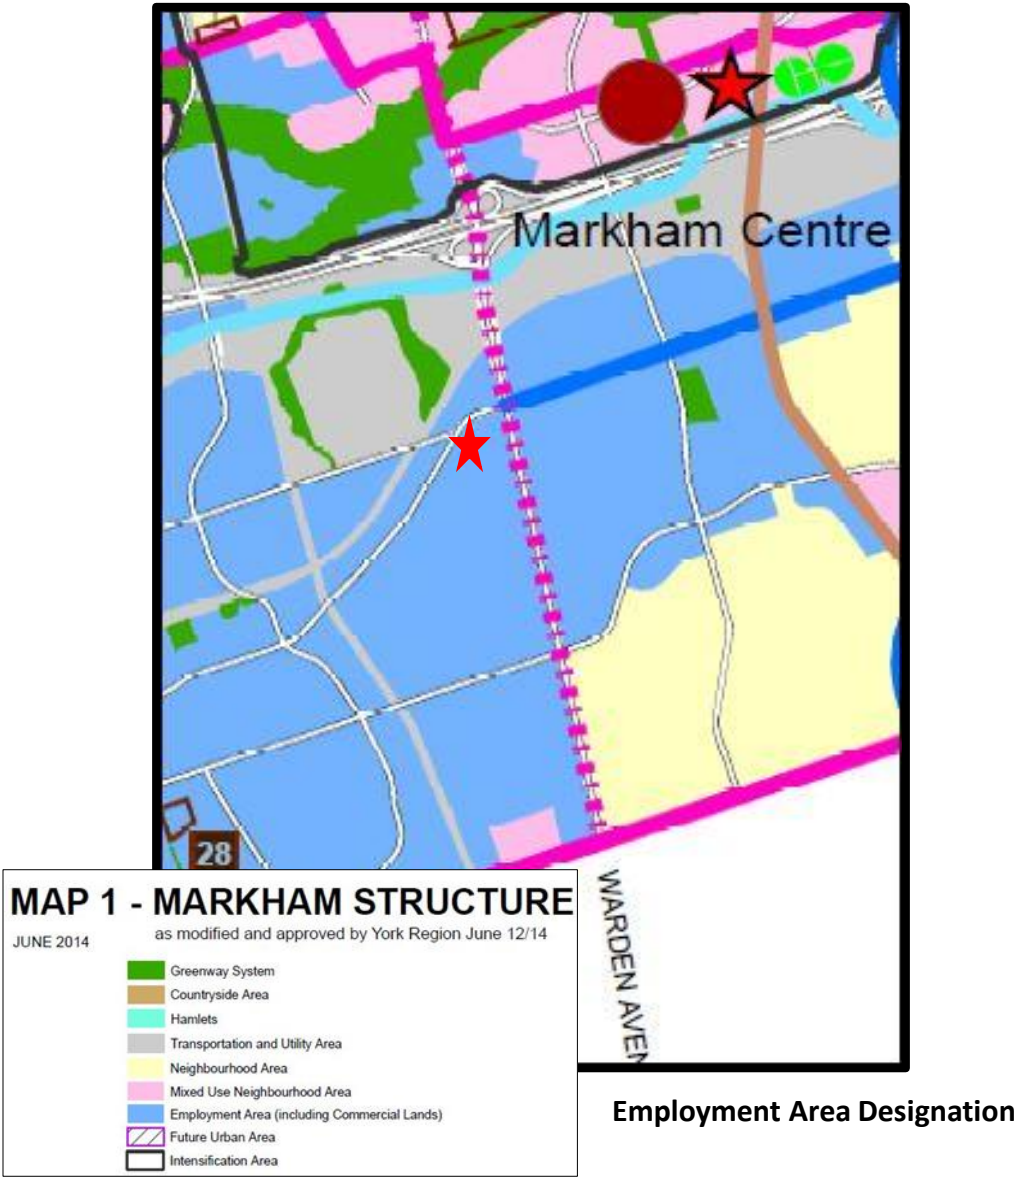 Markham Centre
28
MAP 1 - MARKHAM STRUCTURE
JUNE 2014
as modified and approved by York Region June 12/14
Greenway System
Countryside Area
Hamlets
Transportation and Utility Area
Neighbourhood Area
Mixed Use Neighbourhood Area
Employment Area (including Commercial Lands)
Future Urban Area
Intensification Area
WARDEN AVEN
Employment Area Designation